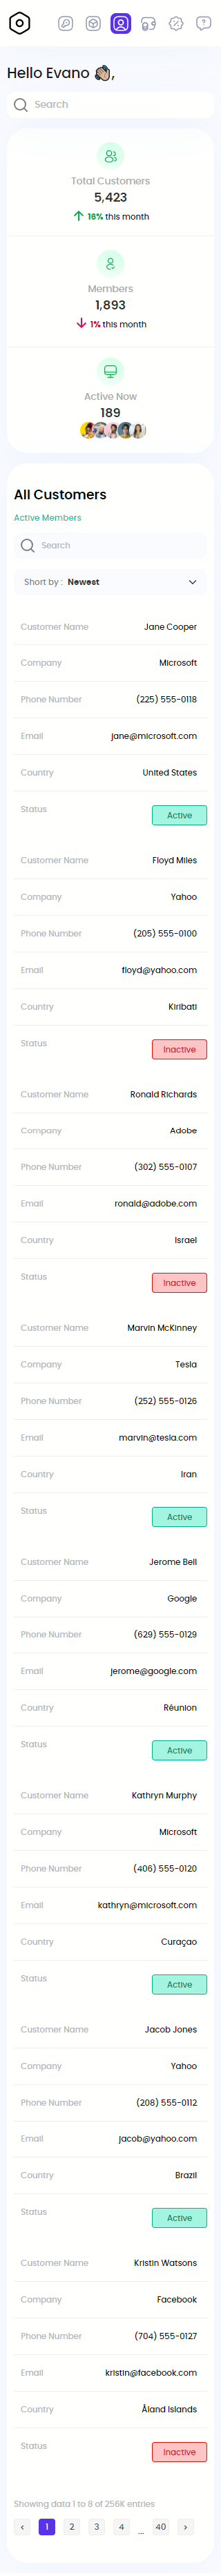 Hello Evano 👋🏼,
Search
Total Customers
5,423
16% this month
Members
1,893
1% this month
Active Now
189
All Customers
Active Members
Search
Short by : Newest
Customer Name Jane Cooper
Company Microsoft
Phone Number (225) 555-0118
Email jane@microsoft.com
Country United States
Status Active
Customer Name Floyd Miles
Company Yahoo
Phone Number (205) 555-0100
Email floyd@yahoo.com
Country Kiribati
Status Inactive
Customer Name Ronald Richards
Company Adobe
Phone Number (302) 555-0107
Email ronald@adobe.com
Country Israel
Status Inactive
Customer Name Marvin McKinney
Company Tesla
Phone Number (252) 555-0126
Email marvin@tesla.com
Country Iran
Status Active
Customer Name Jerome Bell
Company Google
Phone Number (629) 555-0129
Email jerome@google.com
Country Réunion
Status Active
Customer Name Kathryn Murphy
Company Microsoft
Phone Number (406) 555-0120
Email kathryn@microsoft.com
Country Curaçao
Status Active
Customer Name Jacob Jones
Company Yahoo
Phone Number (208) 555-0112
Email jacob@yahoo.com
Country Brazil
Status Active
Customer Name Kristin Watsons
Company Facebook
Phone Number (704) 555-0127
Email kristin@facebook.com
Country Åland Islands
Status Inactive
Showing data 1 to 8 of 256K entries
‹ 1 2 3 4 ... 40 ›